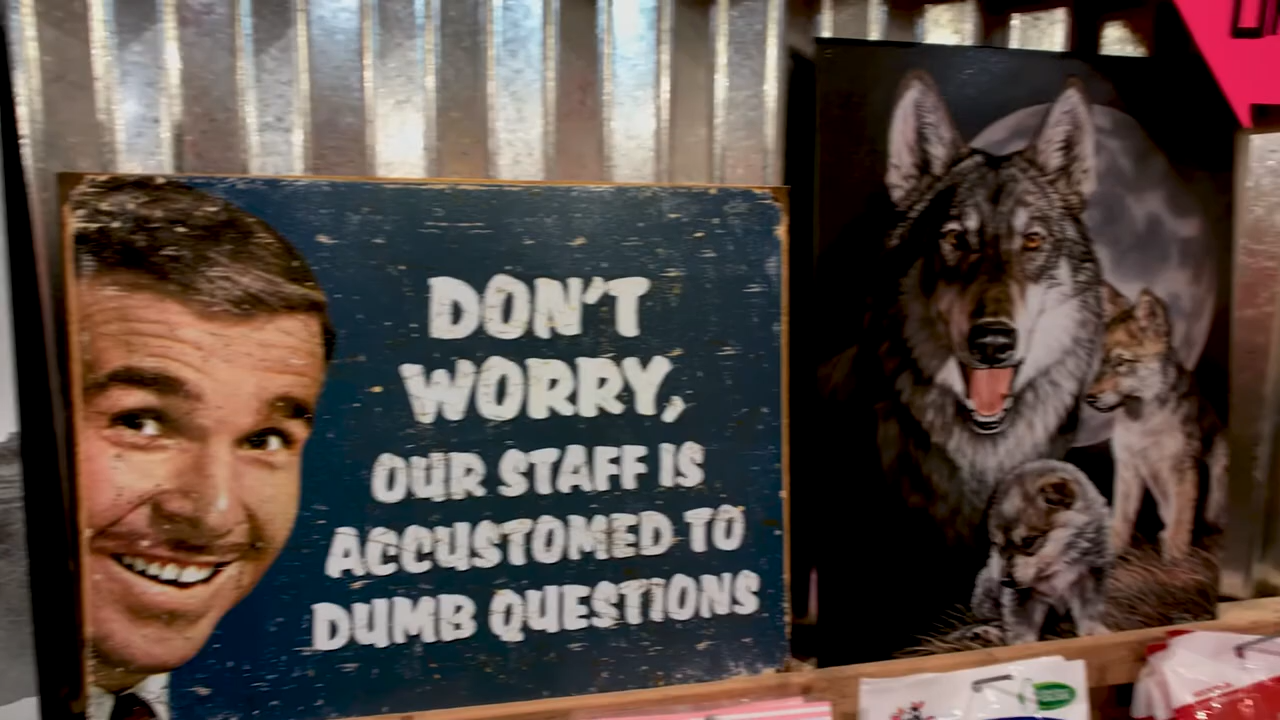 DON'T
WORRY,
OUR STAFF IS
ACCUSTOMED TO
DUMB QUESTIONS